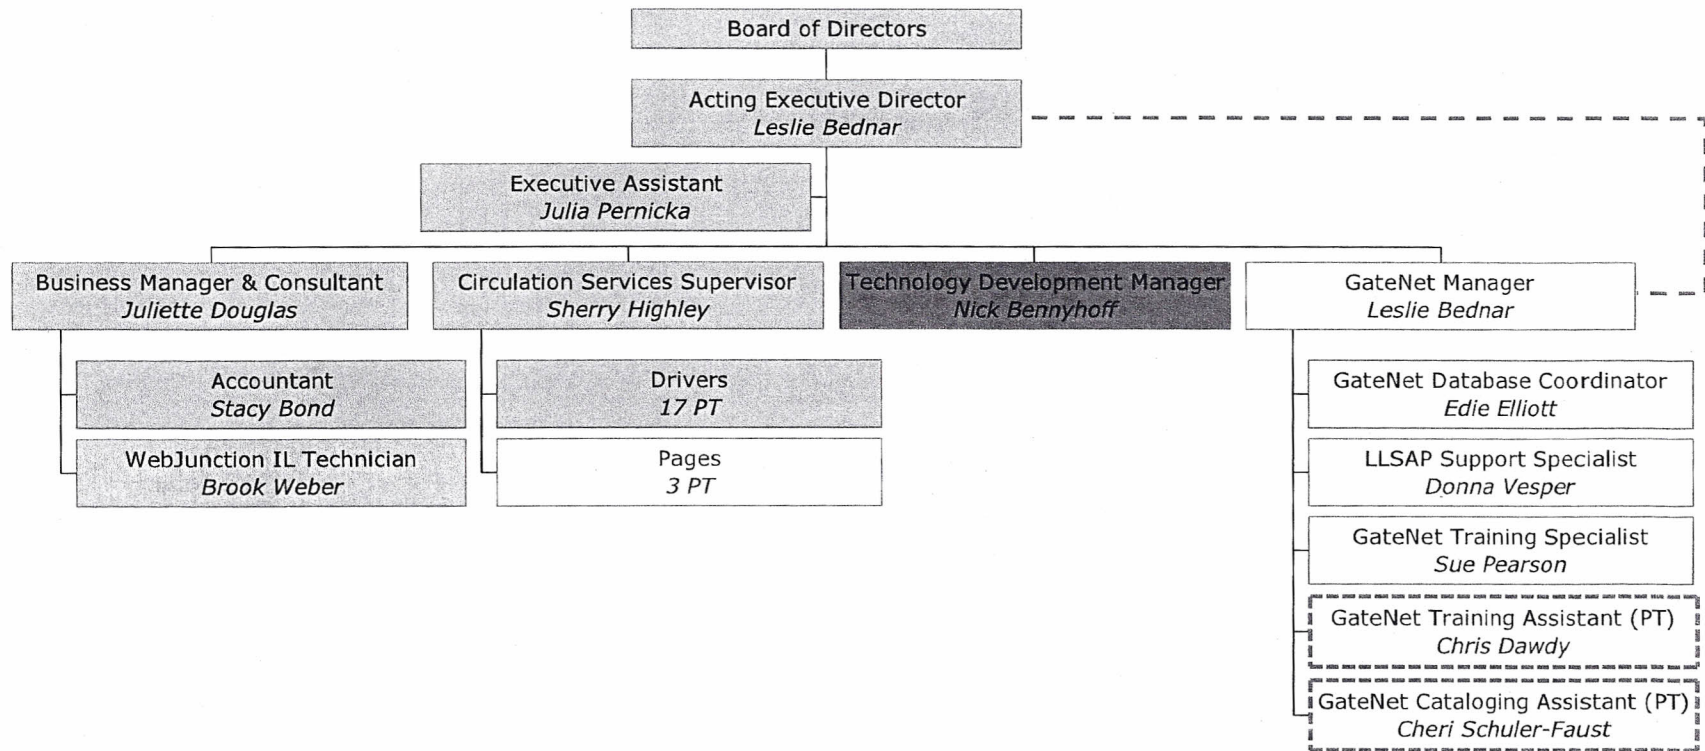 Board of Directors
Acting Executive Director
Leslie Bednar
Executive Assistant
Julia Pernicka
Business Manager & Consultant
Juliette Douglas
Accountant
Stacy Bond
WebJunction IL Technician
Brook Weber
Circulation Services Supervisor
Sherry Highley
Drivers
17 PT
Pages
3 PT
Technology Development Manager
Nick Bennyhoff
GateNet Manager
Leslie Bednar
GateNet Database Coordinator
Edie Elliott
LLSAP Support Specialist
Donna Vesper
GateNet Training Specialist
Sue Pearson
GateNet Training Assistant (PT)
Chris Dawdy
GateNet Cataloging Assistant (PT)
Cheri Schuler-Faust